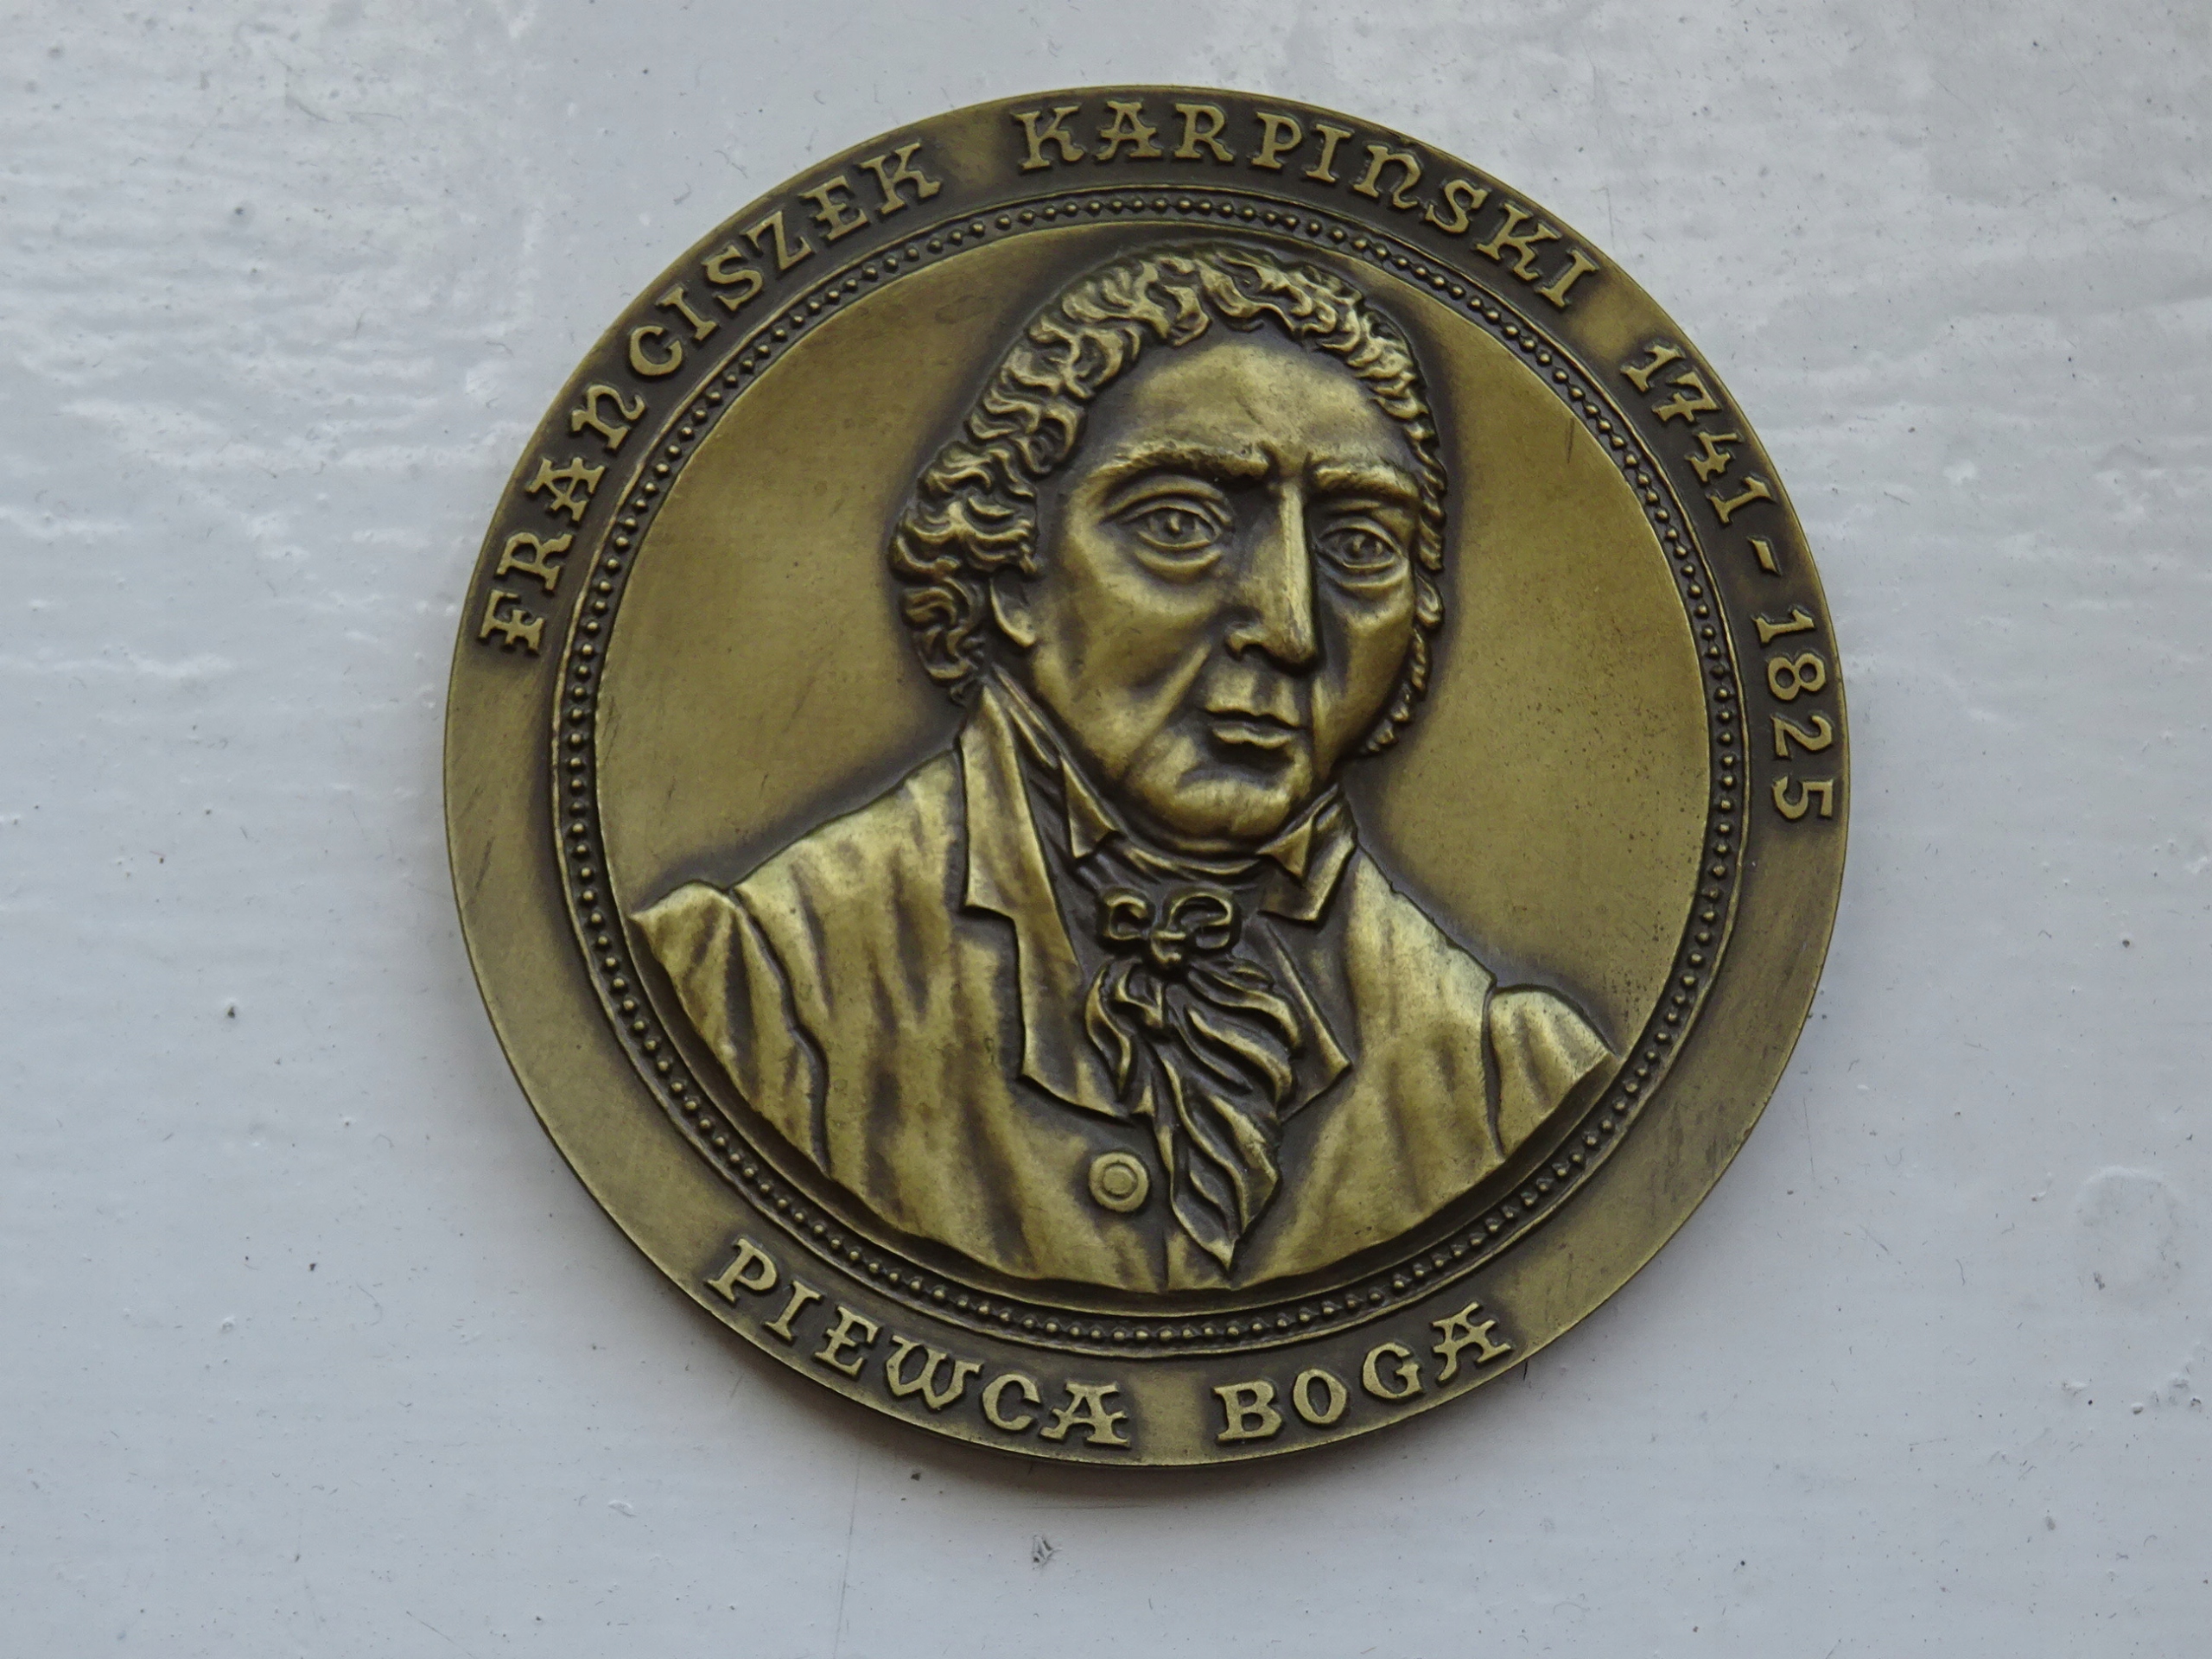 FRANCISZEK KARPIŃSKI 1741-1825
PIEWCA BOGA